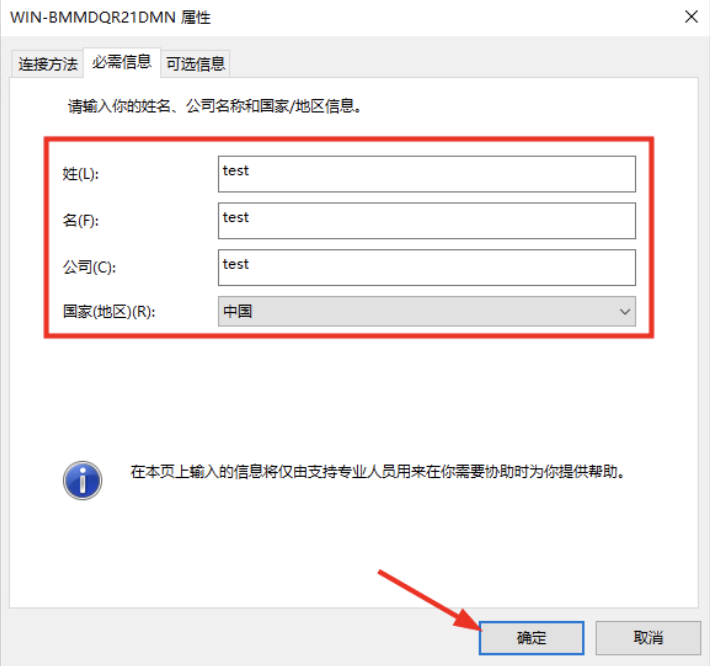 WIN-BMMDQR21DMN 属性
连接方法 必需信息 可选信息
请输入你的姓名、公司名称和国家/地区信息。
姓(L): test
名(F): test
公司(C): test
国家(地区)(R): 中国
在本页上输入的信息将仅由支持专业人员用来在你需要协助时为你提供帮助。
确定 取消